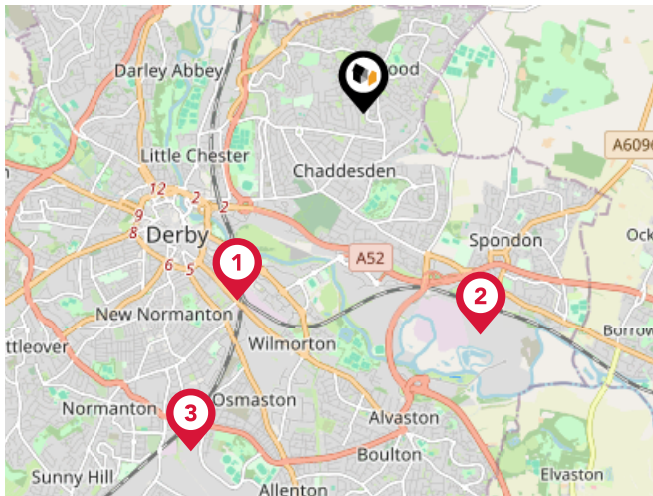 Darley Abbey
ood
A609
Little Chester
Chaddesden
12
2
2
9
8
Derby
6
5
Spondon
Ock
A52
1
2
New Normanton
ttleover
Wilmorton
Borrow
3
Osmaston
Normanton
Alvaston
Boulton
Sunny Hill
Allenton
Elvaston